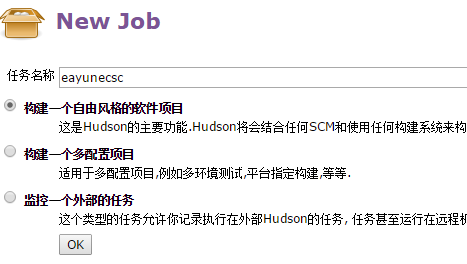 New Job
任务名称 eayunecsc
构建一个自由风格的软件项目
这是Hudson的主要功能.Hudson将会结合任何SCM和使用任何构建系统来构
构建一个多配置项目
适用于多配置项目,例如多环境测试,平台指定构建,等等.
监控一个外部的任务
这个类型的任务允许你记录执行在外部Hudson的任务, 任务甚至运行在远程机
OK